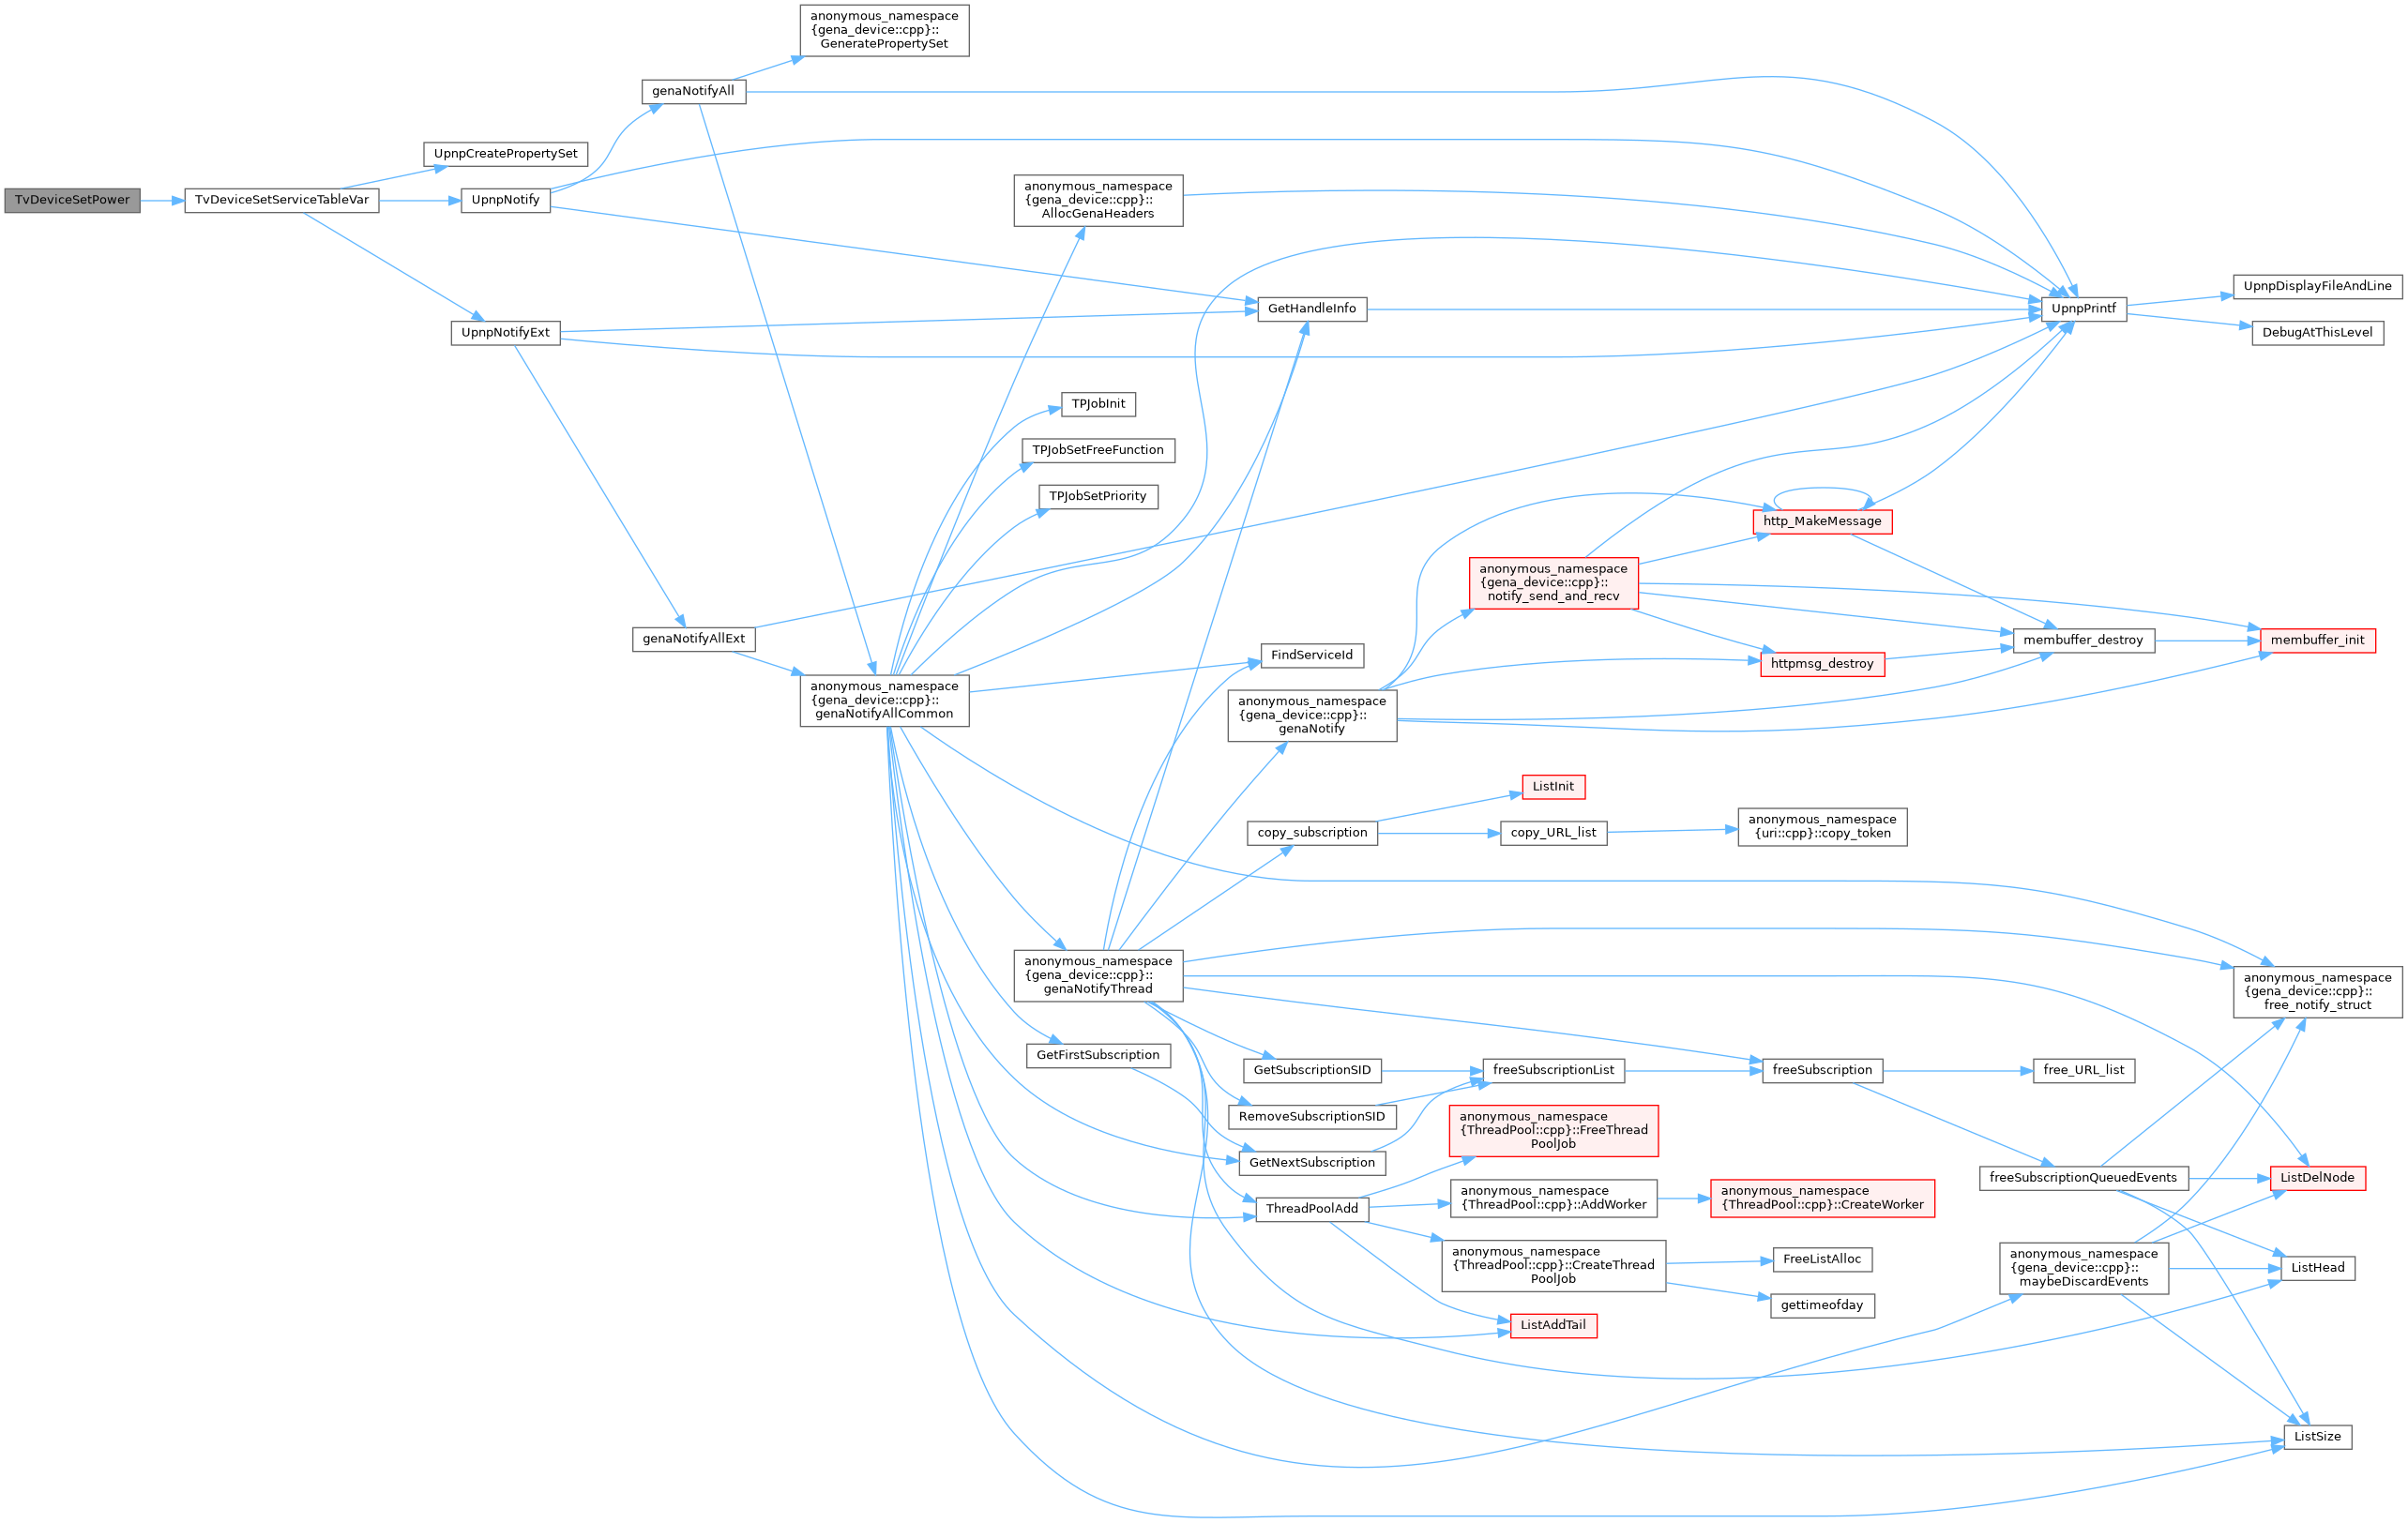 TvDeviceSetPower
TvDeviceSetServiceTableVar
UpnpCreatePropertySet
UpnpNotify
UpnpNotifyExt
genaNotifyAll
anonymous_namespace
{gena_device::cpp}::
GeneratePropertySet
genaNotifyAllExt
anonymous_namespace
{gena_device::cpp}::
genaNotifyAllCommon
anonymous_namespace
{gena_device::cpp}::
AllocGenaHeaders
GetHandleInfo
UpnpPrintf
UpnpDisplayFileAndLine
DebugAtThisLevel
TPJobInit
TPJobSetFreeFunction
TPJobSetPriority
http_MakeMessage
anonymous_namespace
{gena_device::cpp}::
notify_send_and_recv
httpmsg_destroy
membuffer_destroy
membuffer_init
FindServiceId
anonymous_namespace
{gena_device::cpp}::
genaNotify
ListInit
copy_subscription
copy_URL_list
anonymous_namespace
{uri::cpp}::copy_token
anonymous_namespace
{gena_device::cpp}::
genaNotifyThread
anonymous_namespace
{gena_device::cpp}::
free_notify_struct
GetFirstSubscription
GetSubscriptionSID
freeSubscriptionList
freeSubscription
free_URL_list
RemoveSubscriptionSID
GetNextSubscription
anonymous_namespace
{ThreadPool::cpp}::FreeThread
PoolJob
ThreadPoolAdd
anonymous_namespace
{ThreadPool::cpp}::AddWorker
anonymous_namespace
{ThreadPool::cpp}::CreateWorker
freeSubscriptionQueuedEvents
ListDelNode
anonymous_namespace
{ThreadPool::cpp}::CreateThread
PoolJob
FreeListAlloc
gettimeofday
anonymous_namespace
{gena_device::cpp}::
maybeDiscardEvents
ListHead
ListAddTail
ListSize